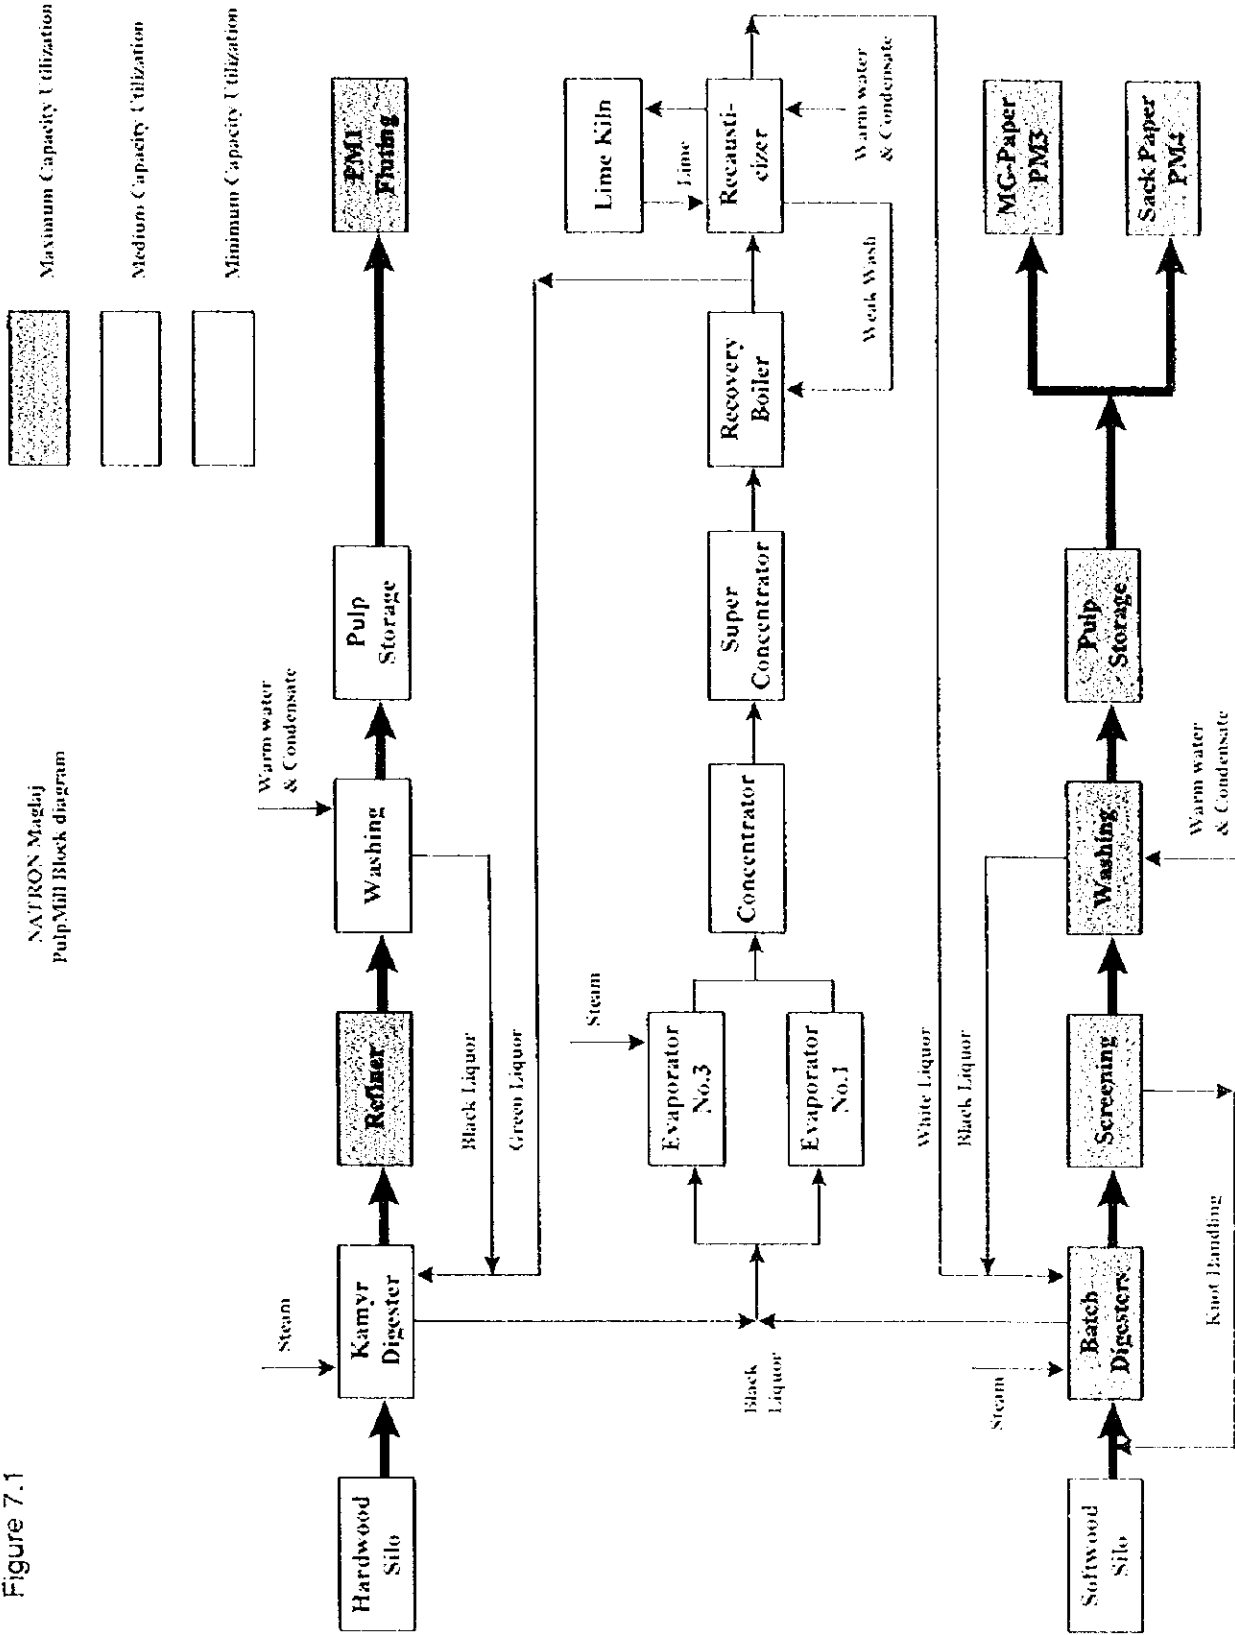 Figure 7.1
NATRON Maglaj
PulpMill Block diagram
Maximum Capacity Utilization
Medium Capacity Utilization
Minimum Capacity Utilization
Hardwood
Silo
Steam
Kamyr
Digester
Refiner
Washing
Warm water
& Condensate
Pulp
Storage
PM1
Fluting
Black Liquor
Green Liquor
Black
Liquor
Steam
Evaporator
No.3
Evaporator
No.1
Concentrator
Super
Concentrator
Recovery
Boiler
Weak Wash
Lime Kiln
Lime
Recausti-
cizer
Warm water
& Condensate
White Liquor
Black Liquor
Softwood
Silo
Steam
Batch
Digesters
Knot Handling
Screening
Washing
Warm water
& Condensate
Pulp
Storage
MG-Paper
PM3
Sack Paper
PM4